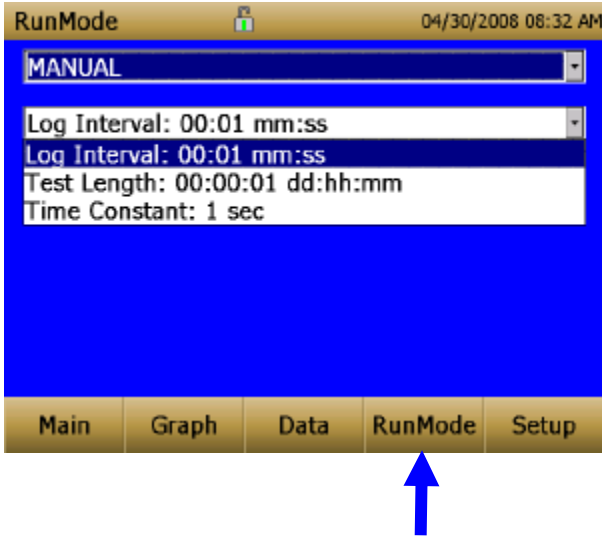 RunMode 04/30/2008 08:32 AM
MANUAL
Log Interval: 00:01 mm:ss
Log Interval: 00:01 mm:ss
Test Length: 00:00:01 dd:hh:mm
Time Constant: 1 sec
Main Graph Data RunMode Setup